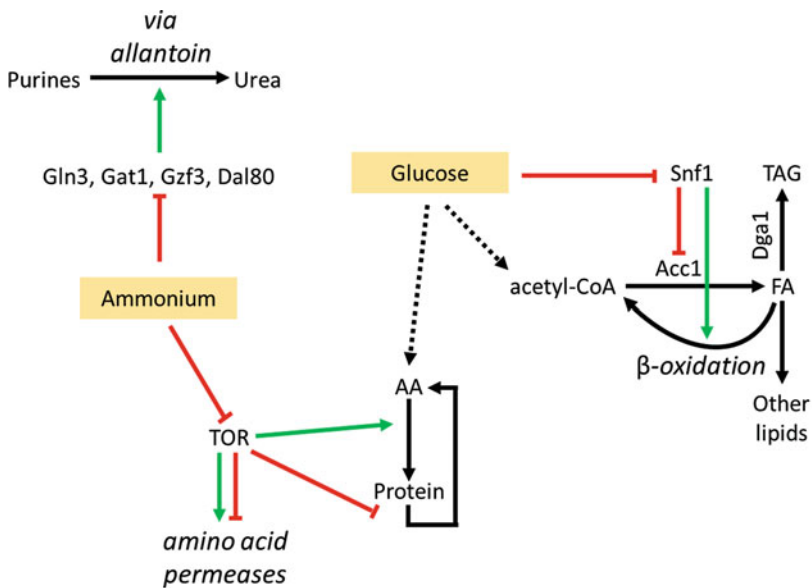 via
allantoin
Purines
Urea
Gln3, Gat1, Gzf3, Dal80
Ammonium
TOR
amino acid
permeases
Glucose
AA
Protein
Snf1
TAG
Dga1
Acc1
acetyl-CoA
FA
β-oxidation
Other
lipids